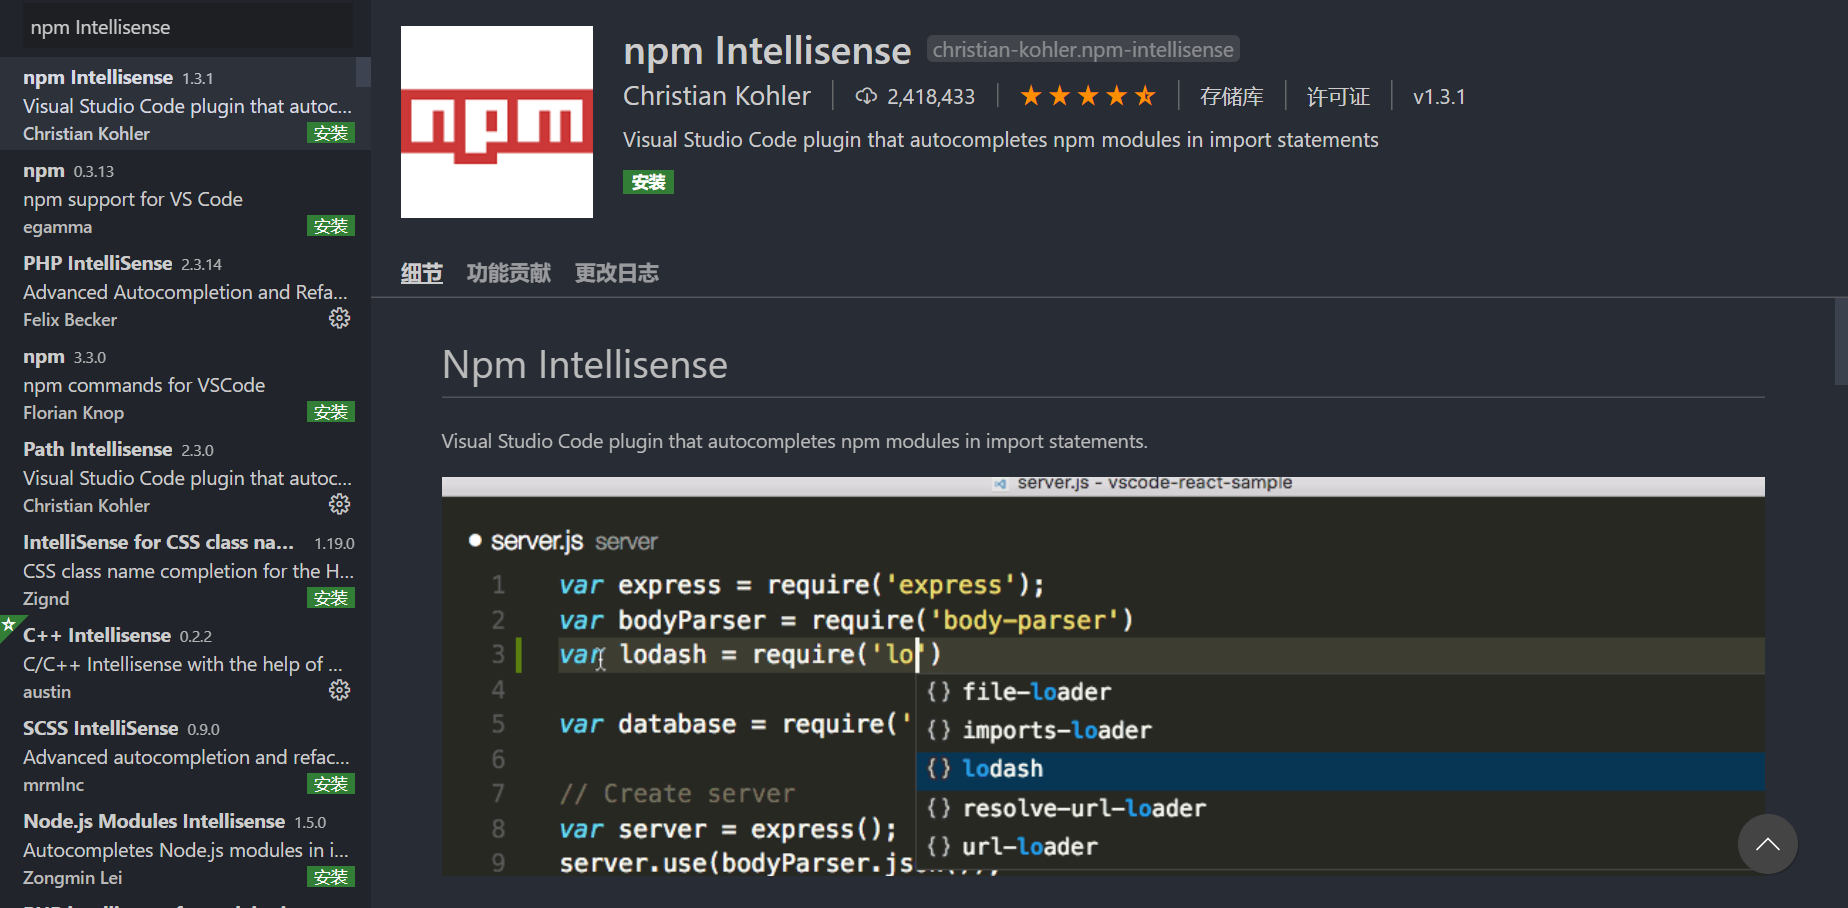 npm Intellisense
npm Intellisense 1.3.1
Visual Studio Code plugin that autoc...
Christian Kohler 安装
npm 0.3.13
npm support for VS Code
egamma 安装
PHP IntelliSense 2.3.14
Advanced Autocompletion and Refa...
Felix Becker
npm 3.3.0
npm commands for VSCode
Florian Knop 安装
Path Intellisense 2.3.0
Visual Studio Code plugin that autoc...
Christian Kohler
IntelliSense for CSS class na... 1.19.0
CSS class name completion for the H...
Zignd 安装
C++ Intellisense 0.2.2
C/C++ Intellisense with the help of ...
austin
SCSS IntelliSense 0.9.0
Advanced autocompletion and refac...
mrmlnc 安装
Node.js Modules Intellisense 1.5.0
Autocompletes Node.js modules in i...
Zongmin Lei 安装
npm
npm Intellisense christian-kohler.npm-intellisense
Christian Kohler 2,418,433 存储库 许可证 v1.3.1
Visual Studio Code plugin that autocompletes npm modules in import statements
安装
细节 功能贡献 更改日志
Npm Intellisense
Visual Studio Code plugin that autocompletes npm modules in import statements.
server.js - vscode-react-sample
server.js server
1 var express = require('express');
2 var bodyParser = require('body-parser')
3 var lodash = require('lo')
4
5 var database = require('
6
7 // Create server
8 var server = express();
9 server.use(bodyParser.js
{} file-loader
{} imports-loader
{} lodash
{} resolve-url-loader
{} url-loader